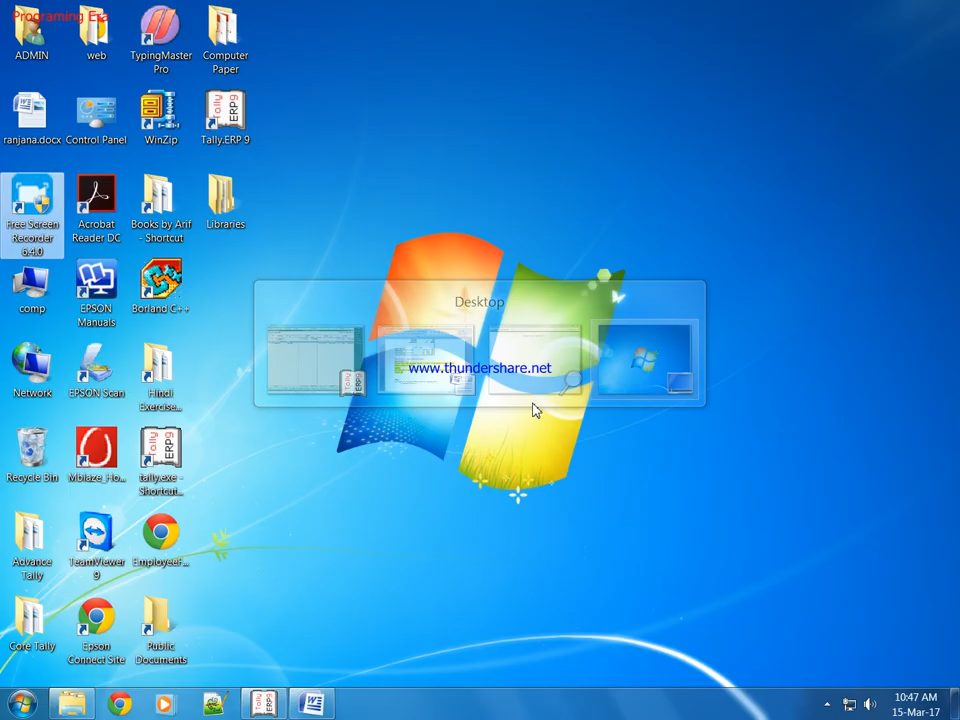 Programing Era
ADMIN
web
TypingMaster Pro
Computer Paper
ranjana.docx
Control Panel
WinZip
Tally.ERP 9
Free Screen Recorder 6.4.0
Acrobat Reader DC
Books by Arif - Shortcut
Libraries
comp
EPSON Manuals
Borland C++
Desktop
www.thundershare.net
Network
EPSON Scan
Hindi Exercise...
Recycle Bin
Mblaze_Ho...
tally.exe - Shortcut...
Advance Tally
TeamViewer 9
EmployeeF...
Core Tally
Epson Connect Site
Public Documents
10:47 AM
15-Mar-17